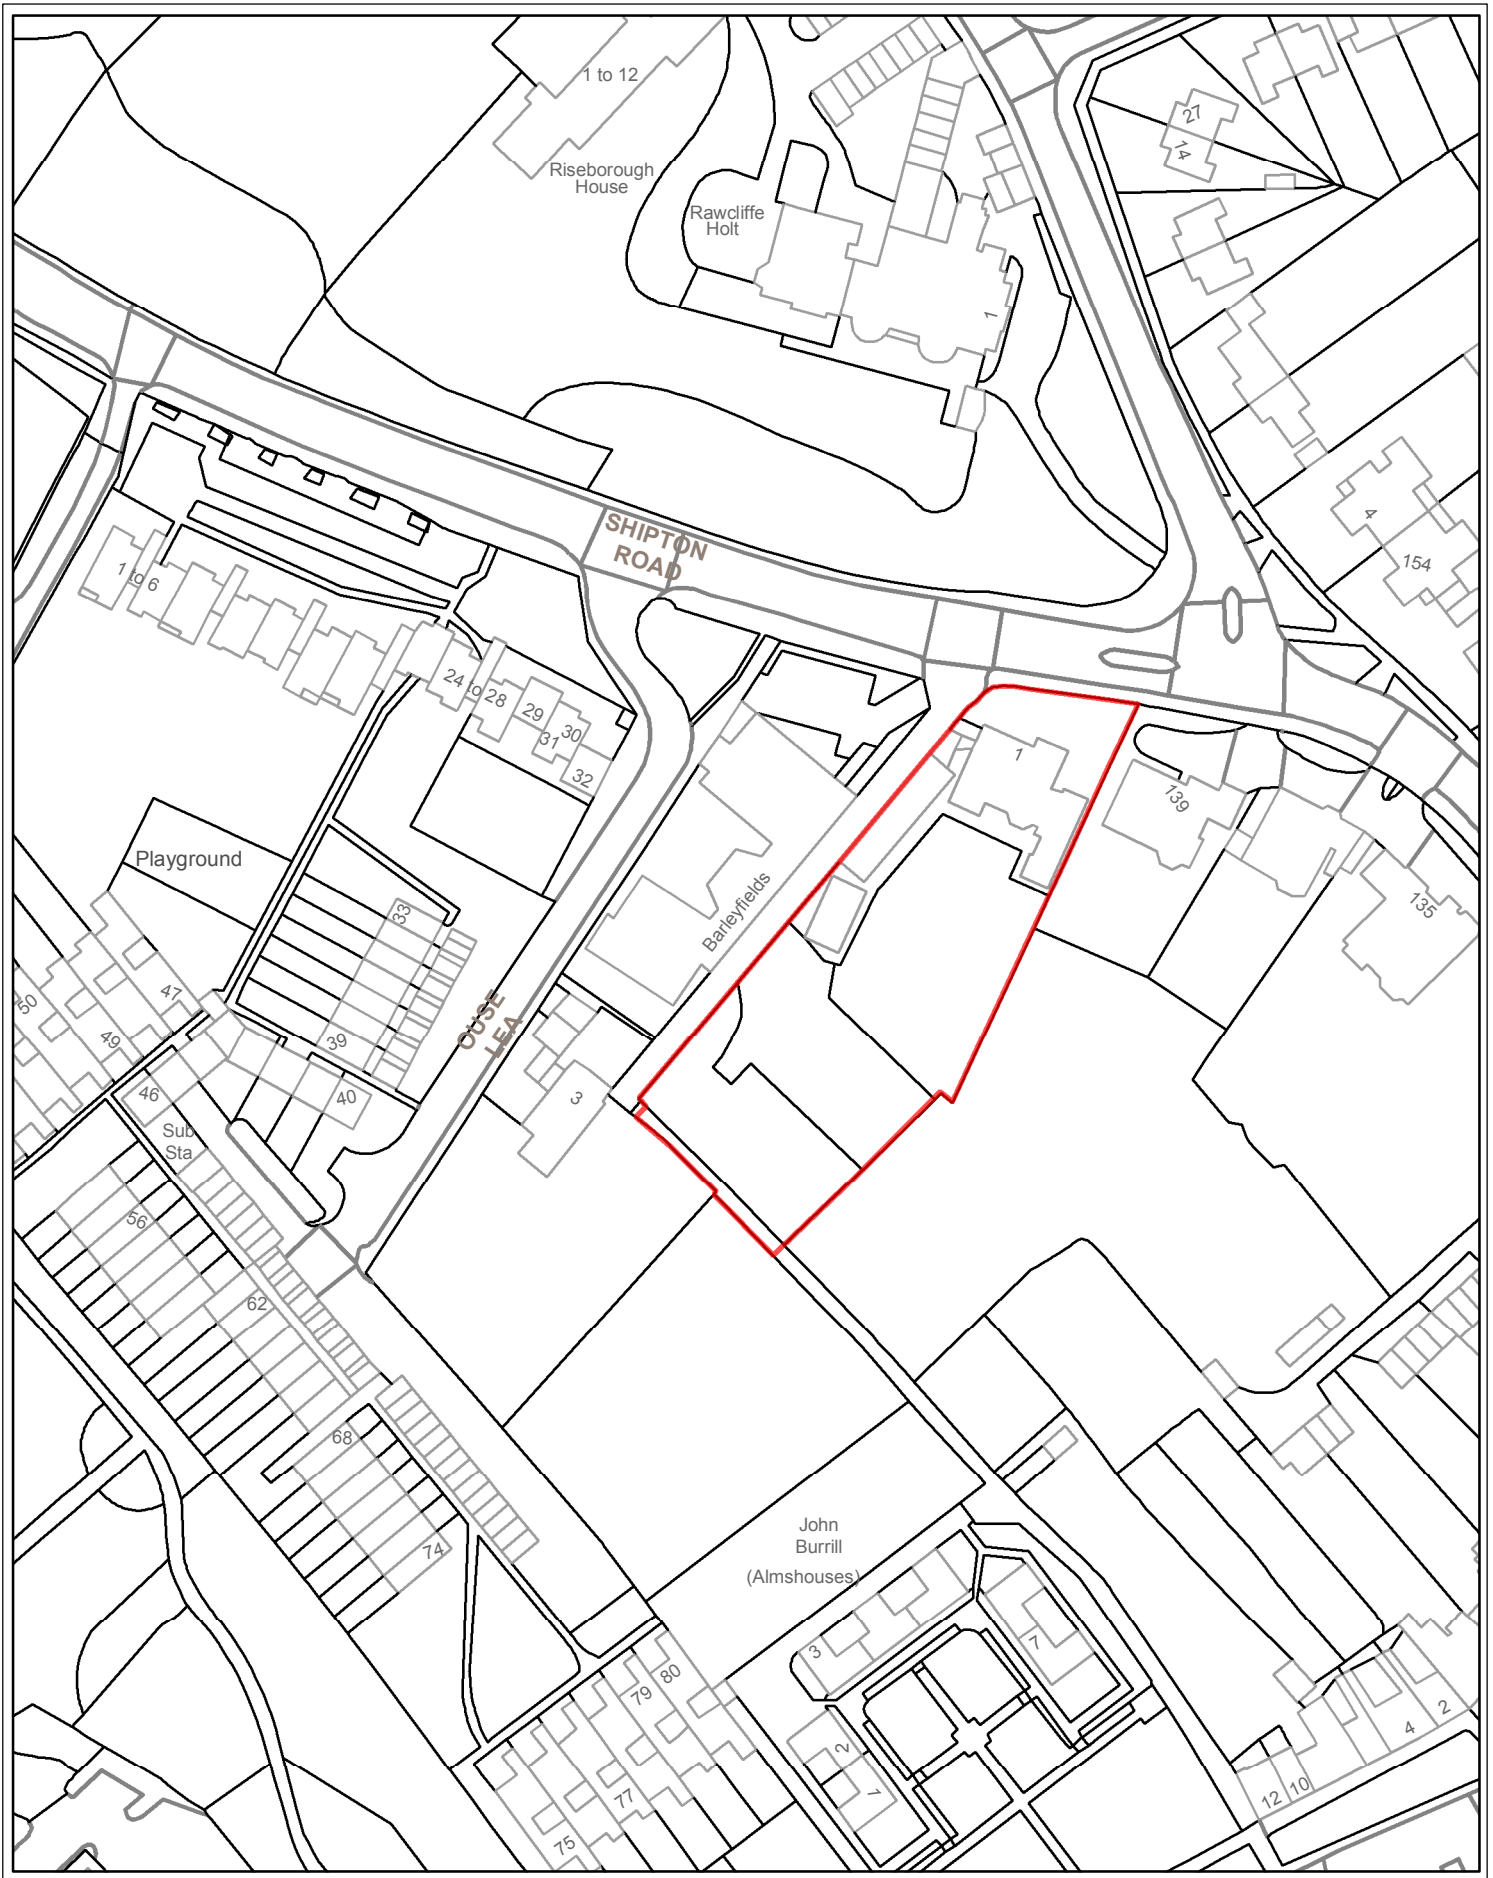 1 to 12
27
14
Riseborough
House
Rawcliffe
Holt
1
4
154
SHIPTON
ROAD
1 to 6
24 to 28
29
30
31
32
1
139
135
Playground
33
Barleyfields
47
50
49
39
OUSE
LEA
46
40
3
Sub
Sta
56
62
68
74
John
Burrill
(Almshouses)
3
7
80
79
2
1
77
75
2
4
10
12